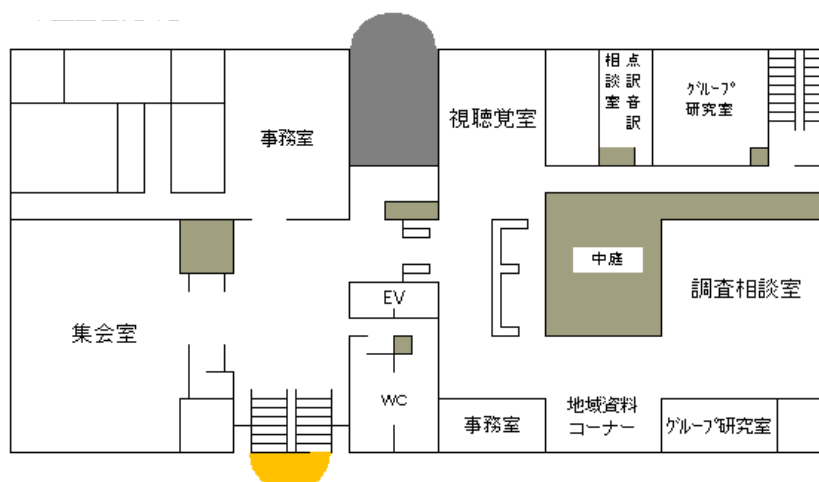 事務室
視聴覚室
点訳音訳
相談室
ｸﾞﾙｰﾌﾟ
研究室
中庭
調査相談室
EV
集会室
WC
事務室
地域資料
コーナー
ｸﾞﾙｰﾌﾟ研究室